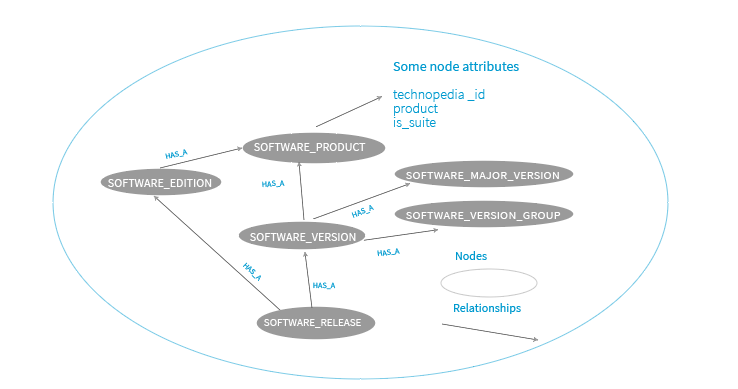 Some node attributes
technopedia _id
product
is_suite
SOFTWARE_PRODUCT
HAS_A
SOFTWARE_EDITION
HAS_A
SOFTWARE_MAJOR_VERSION
HAS_A
SOFTWARE_VERSION_GROUP
SOFTWARE_VERSION
HAS_A
Nodes
HAS_A
HAS_A
Relationships
SOFTWARE_RELEASE